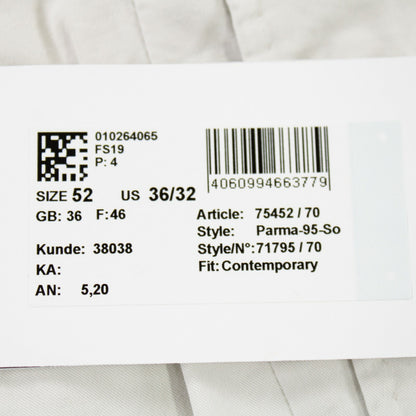 010264065
FS19
P: 4
4060994663779
SIZE 52 US 36/32
GB: 36 F: 46
Article: 75452 / 70
Style: Parma-95-So
Kunde: 38038
Style/N°: 71795 / 70
KA:
Fit: Contemporary
AN: 5,20